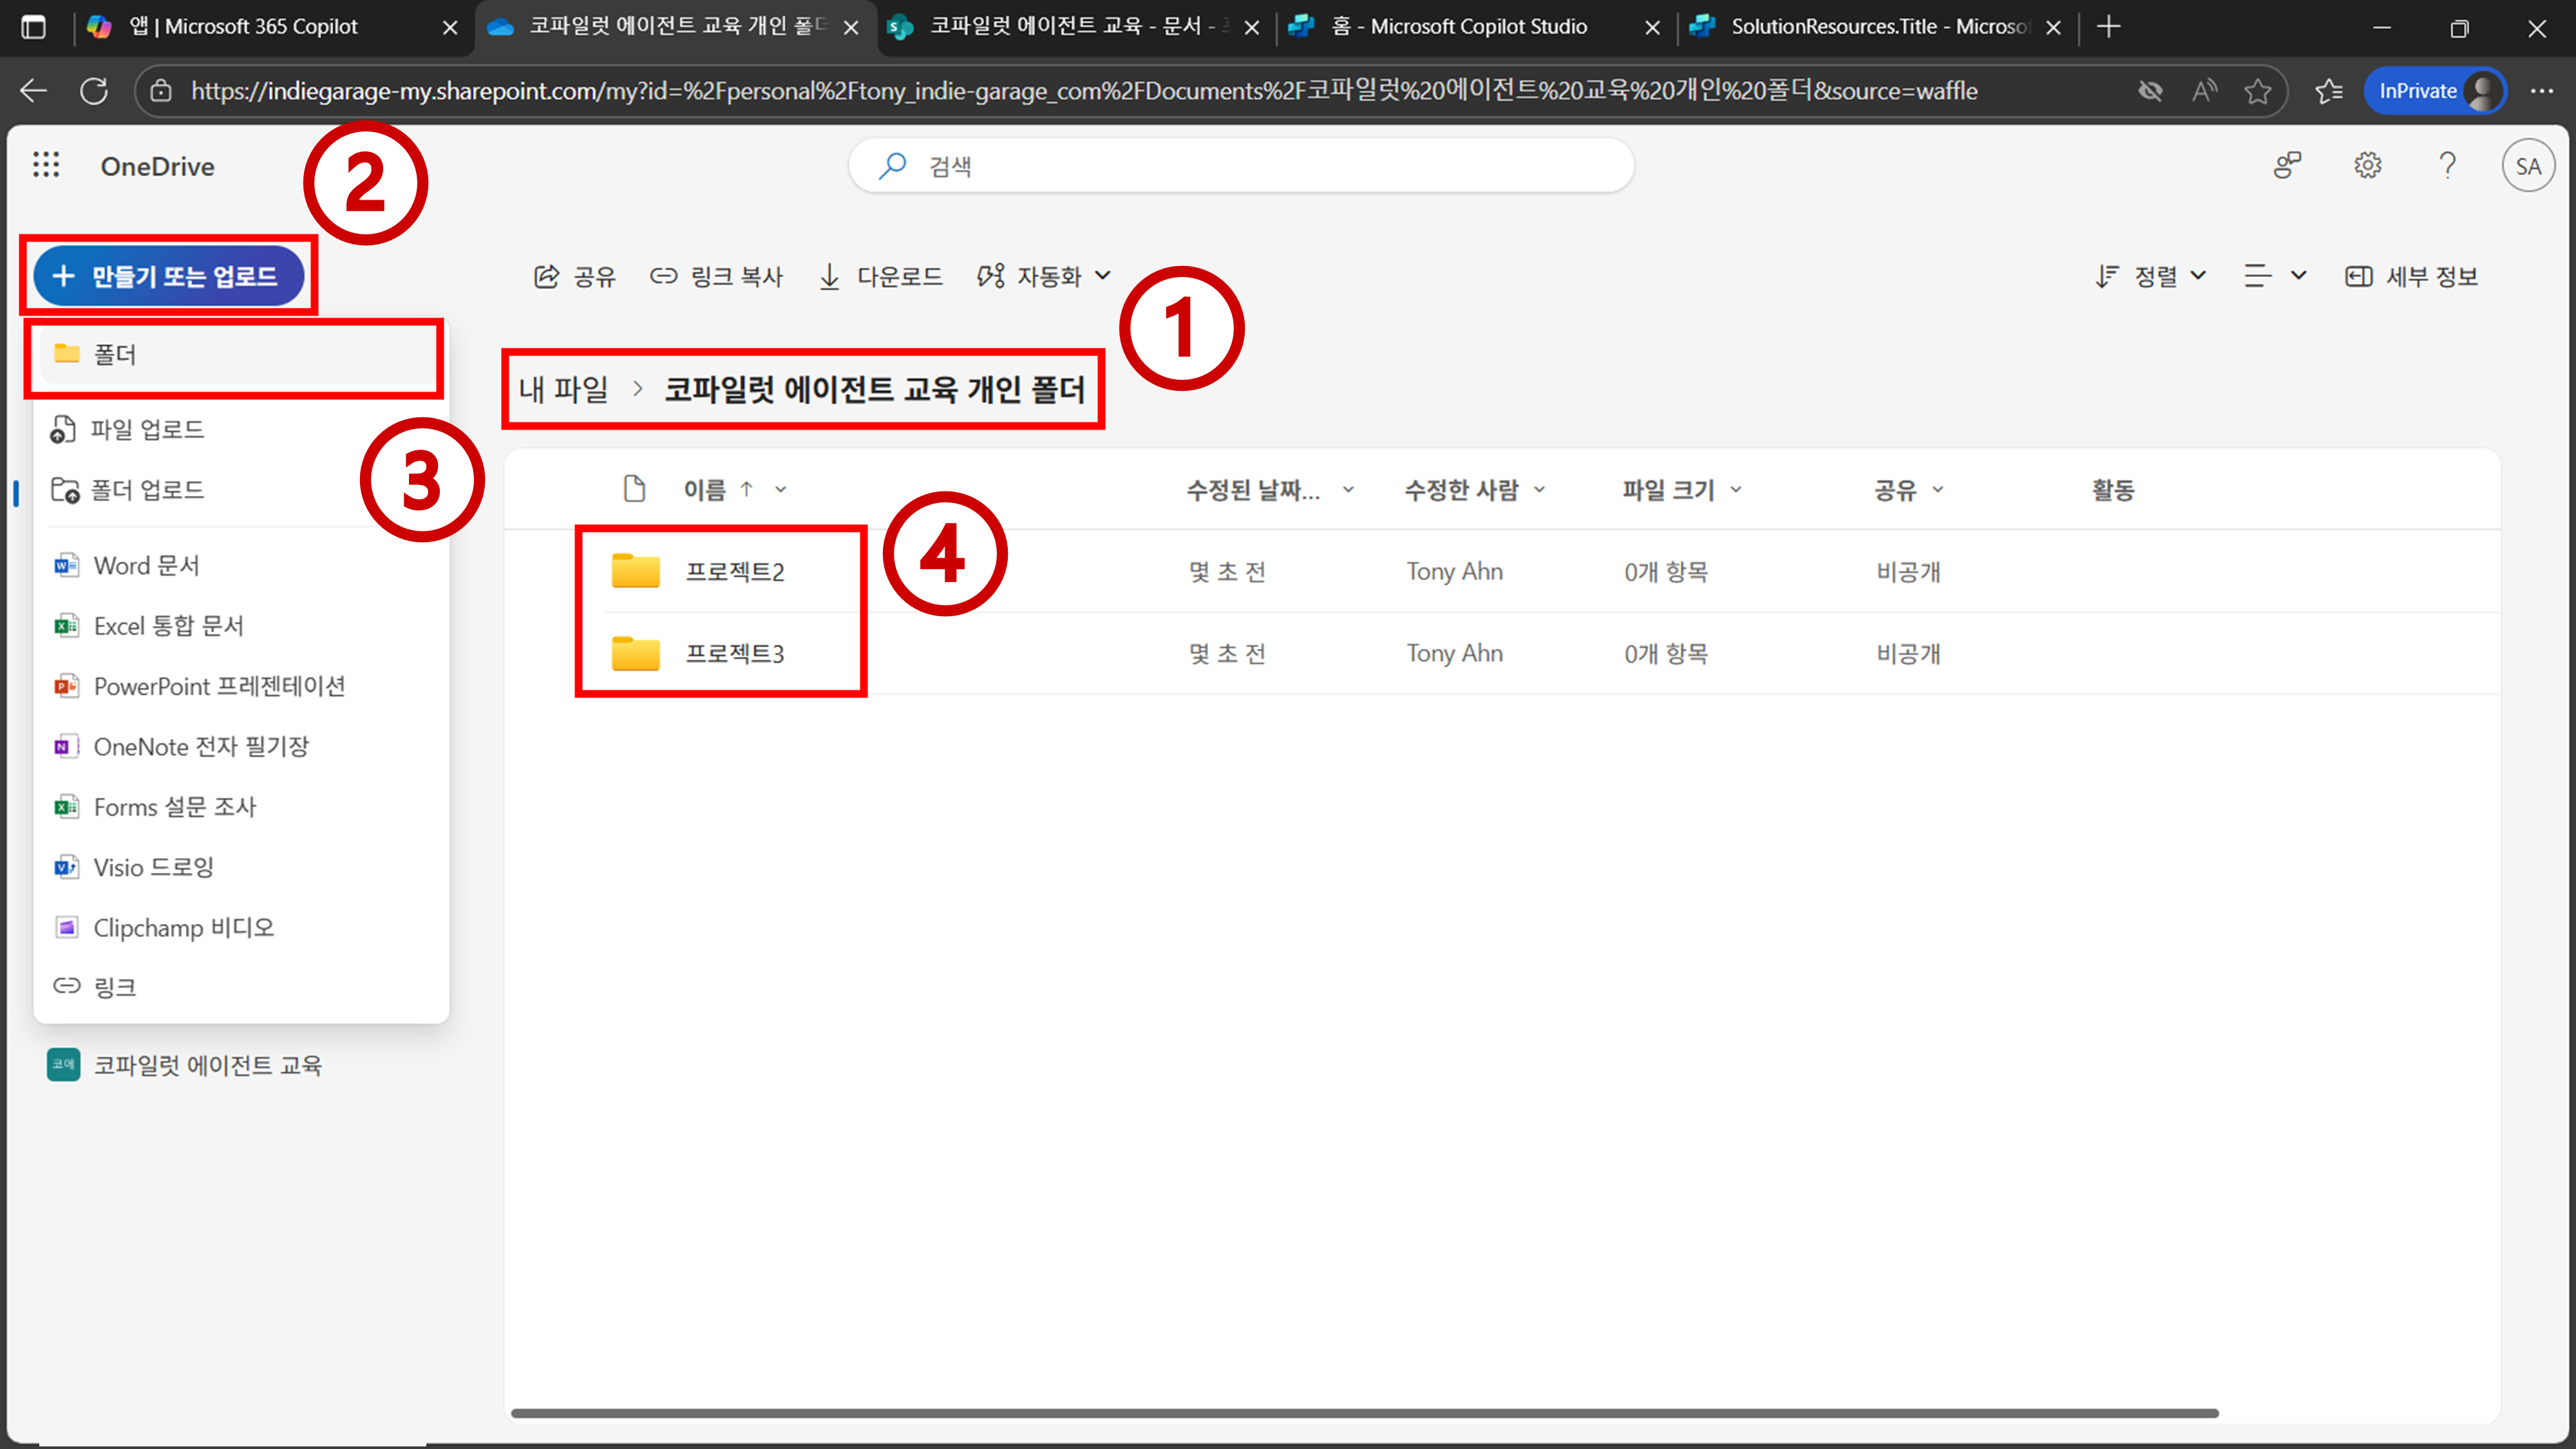 앱 | Microsoft 365 Copilot
코파일럿 에이전트 교육 개인 폴더
코파일럿 에이전트 교육 - 문서 -
홈 - Microsoft Copilot Studio
SolutionResources.Title - Microso
https://indiegarage-my.sharepoint.com/my?id=%2Fpersonal%2Ftony_indie-garage_com%2FDocuments%2F코파일럿%20에이전트%20교육%20개인%20폴더&source=waffle
InPrivate
OneDrive
2
검색
SA
+ 만들기 또는 업로드
공유
링크 복사
다운로드
자동화
정렬
세부 정보
1
폴더
내 파일 > 코파일럿 에이전트 교육 개인 폴더
파일 업로드
3
폴더 업로드
이름
수정된 날짜...
수정한 사람
파일 크기
공유
활동
4
Word 문서
프로젝트2
몇 초 전
Tony Ahn
0개 항목
비공개
Excel 통합 문서
프로젝트3
몇 초 전
Tony Ahn
0개 항목
비공개
PowerPoint 프레젠테이션
OneNote 전자 필기장
Forms 설문 조사
Visio 드로잉
Clipchamp 비디오
링크
코에
코파일럿 에이전트 교육